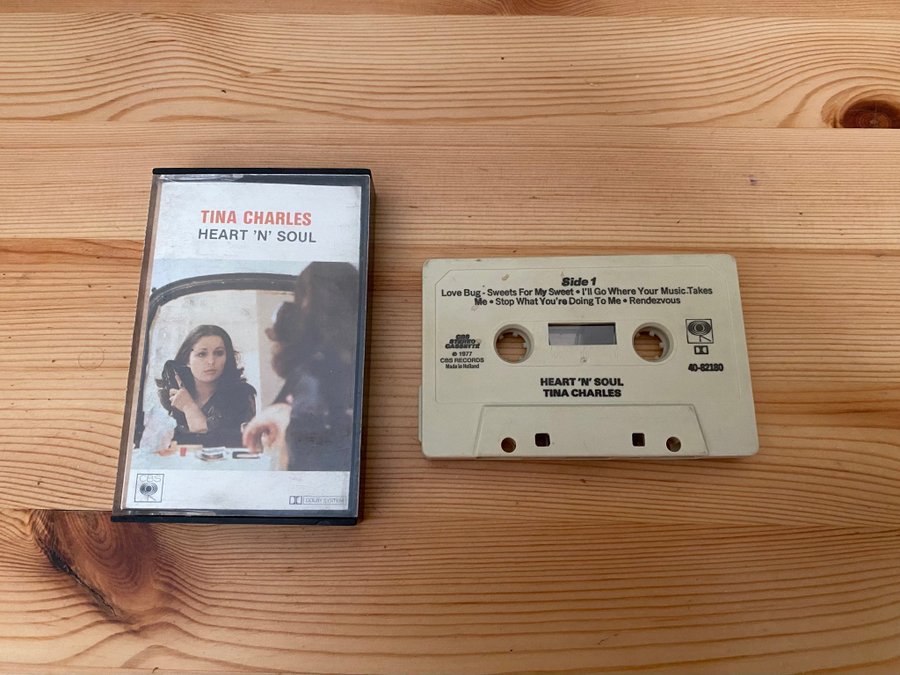 TINA CHARLES
HEART 'N' SOUL
CBS
DOLBY SYSTEM
Side 1
Love Bug - Sweets For My Sweet • I'll Go Where Your Music Takes
Me • Stop What You're Doing To Me • Rendezvous
CBS
STEREO
CASSETTE
℗ 1977
CBS RECORDS
Made in Holland
40-82180
HEART 'N' SOUL
TINA CHARLES